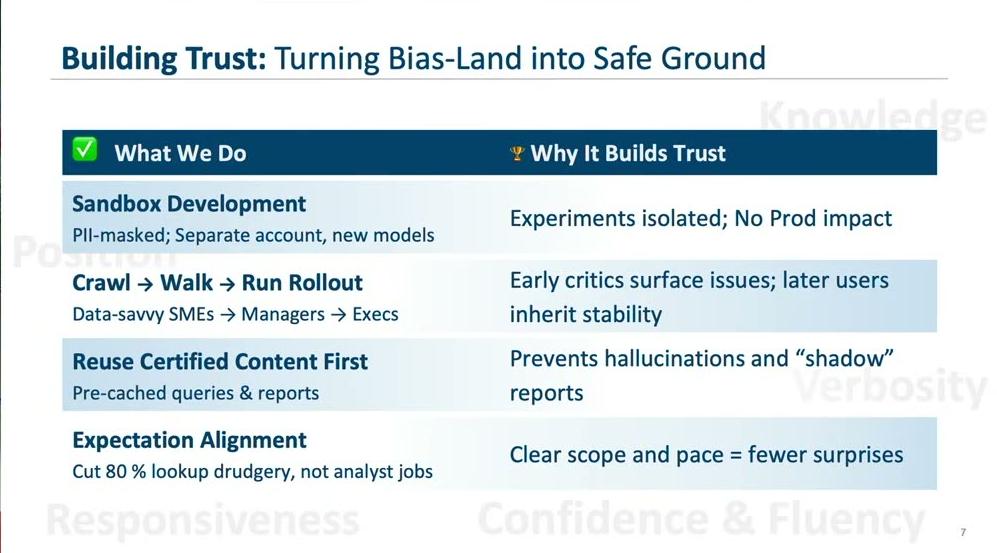 Building Trust: Turning Bias-Land into Safe Ground
Knowledge
✅ What We Do
🏆 Why It Builds Trust
Sandbox Development
PII-masked; Separate account, new models
Experiments isolated; No Prod impact
Position
Crawl → Walk → Run Rollout
Data-savvy SMEs → Managers → Execs
Early critics surface issues; later users
inherit stability
Reuse Certified Content First
Pre-cached queries & reports
Prevents hallucinations and “shadow”
reports
Verbosity
Expectation Alignment
Cut 80 % lookup drudgery, not analyst jobs
Clear scope and pace = fewer surprises
Responsiveness
Confidence & Fluency
7